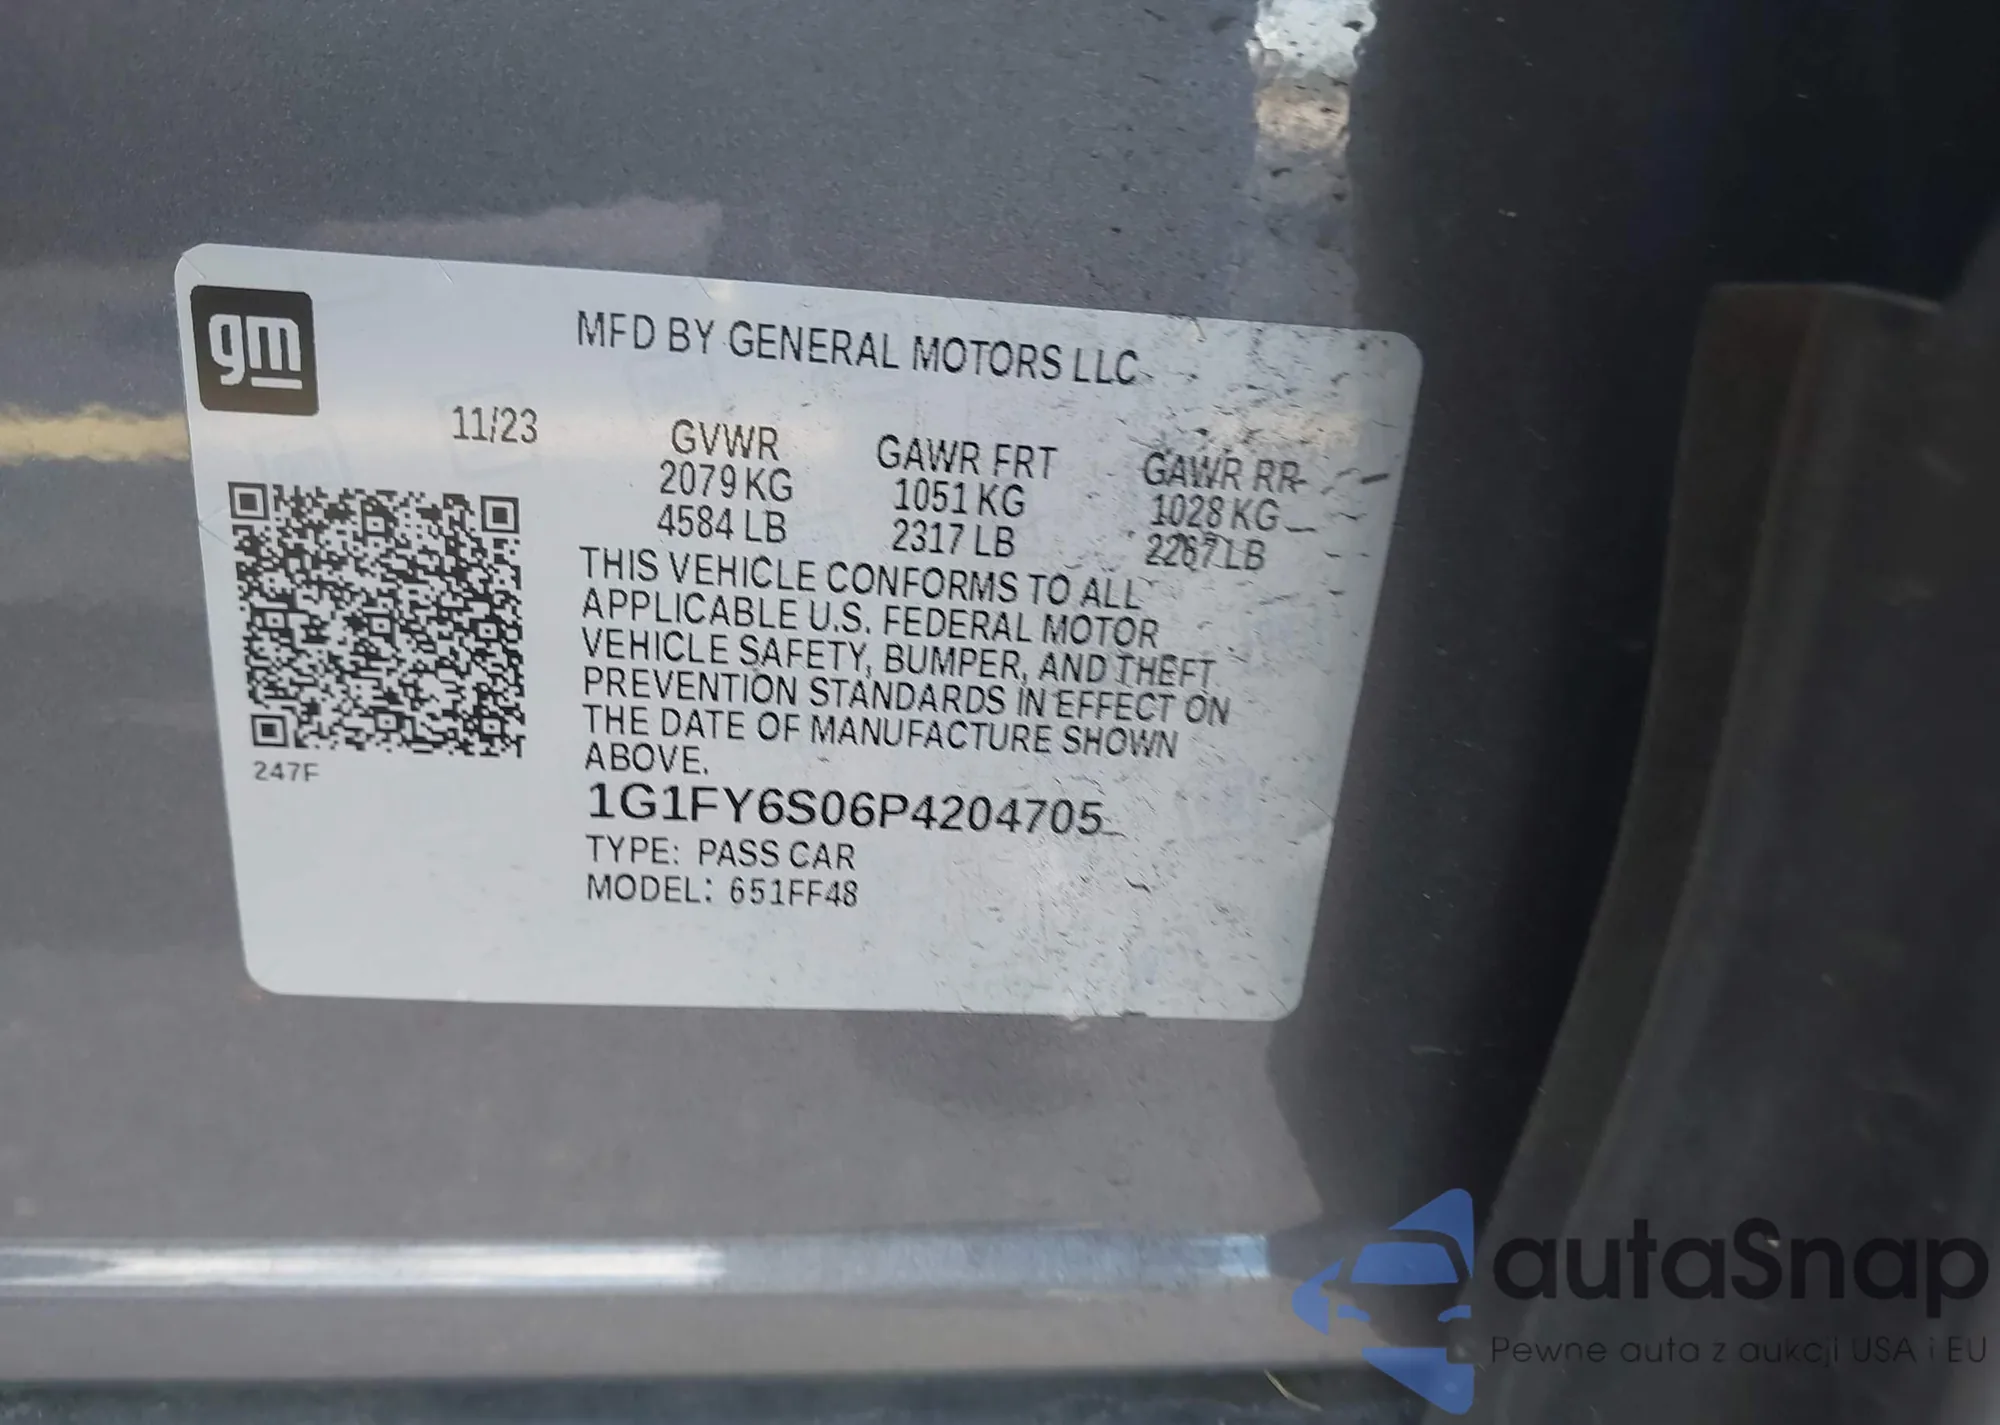 gm
MFD BY GENERAL MOTORS LLC
11/23
GVWR
2079 KG
4584 LB
GAWR FRT
1051 KG
2317 LB
GAWR RR
1028 KG
2267 LB
THIS VEHICLE CONFORMS TO ALL
APPLICABLE U.S. FEDERAL MOTOR
VEHICLE SAFETY, BUMPER, AND THEFT
PREVENTION STANDARDS IN EFFECT ON
THE DATE OF MANUFACTURE SHOWN
ABOVE.
247F
1G1FY6S06P4204705
TYPE: PASS CAR
MODEL: 651FF48
autaSnap
Pewne auta z aukcji USA i EU